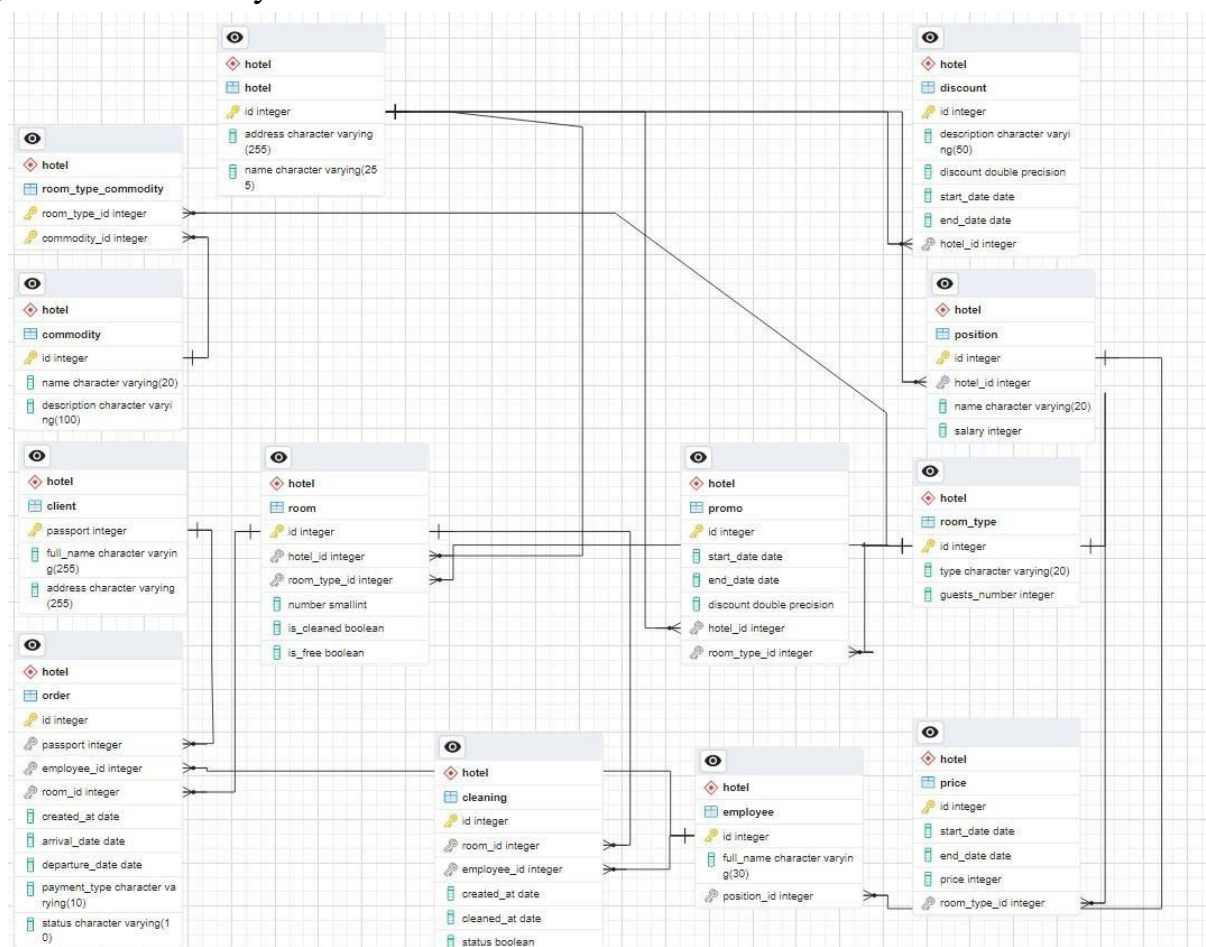 hotel
hotel
id integer
address character varying
(255)
name character varying(25
5)
hotel
discount
id integer
description character varyi
ng(50)
discount double precision
start_date date
end_date date
hotel_id integer
hotel
room_type_commodity
room_type_id integer
commodity_id integer
hotel
commodity
id integer
name character varying(20)
description character varyi
ng(100)
hotel
position
id integer
hotel_id integer
name character varying(20)
salary integer
hotel
client
passport integer
full_name character varyin
g(255)
address character varying
(255)
hotel
room
id integer
hotel_id integer
room_type_id integer
number smallint
is_cleaned boolean
is_free boolean
hotel
promo
id integer
start_date date
end_date date
discount double precision
hotel_id integer
room_type_id integer
hotel
room_type
id integer
type character varying(20)
guests_number integer
hotel
order
id integer
passport integer
employee_id integer
room_id integer
created_at date
arrival_date date
departure_date date
payment_type character va
rying(10)
status character varying(1
0)
hotel
cleaning
id integer
room_id integer
employee_id integer
created_at date
cleaned_at date
status boolean
hotel
employee
id integer
full_name character varyin
g(30)
position_id integer
hotel
price
id integer
start_date date
end_date date
price integer
room_type_id integer